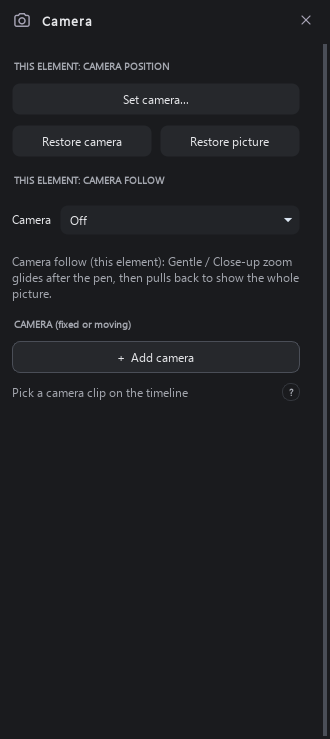 Camera
THIS ELEMENT: CAMERA POSITION
Set camera...
Restore camera
Restore picture
THIS ELEMENT: CAMERA FOLLOW
Camera
Off
Camera follow (this element): Gentle / Close-up zoom
glides after the pen, then pulls back to show the whole
picture.
CAMERA (fixed or moving)
+ Add camera
Pick a camera clip on the timeline
?